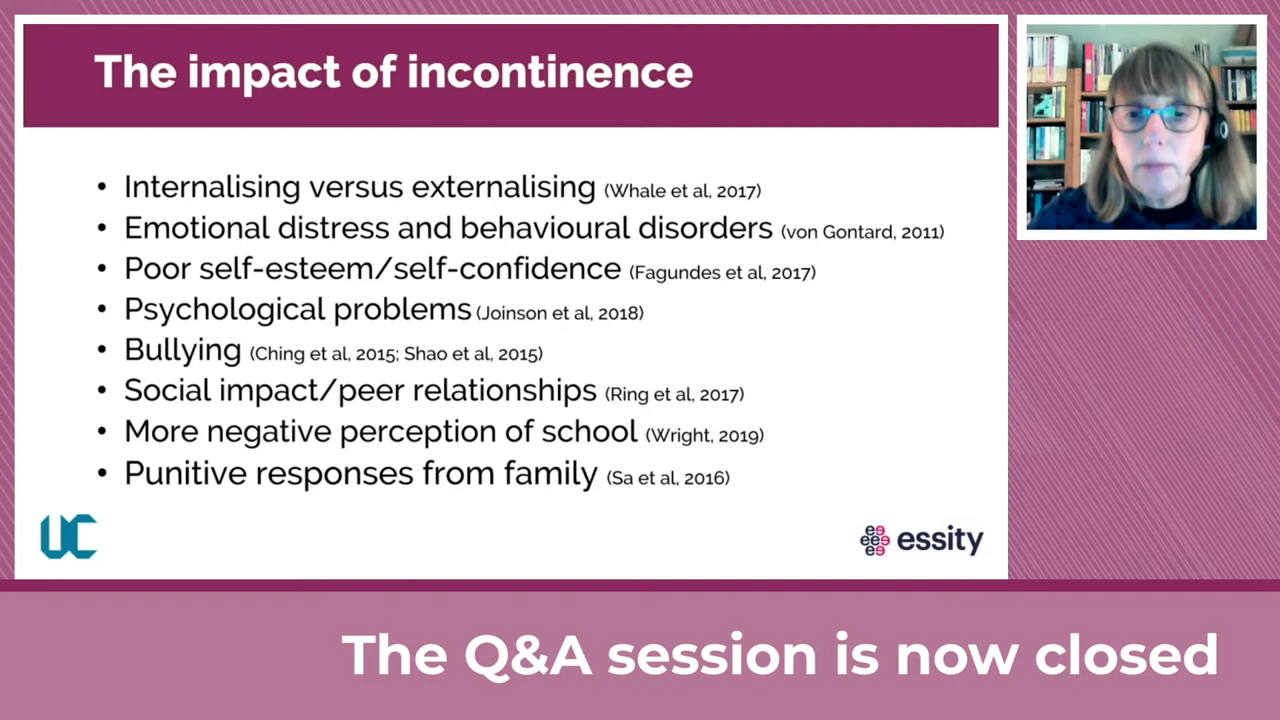 The impact of incontinence
• Internalising versus externalising (Whale et al, 2017)
• Emotional distress and behavioural disorders (von Gontard, 2011)
• Poor self-esteem/self-confidence (Fagundes et al, 2017)
• Psychological problems (Joinson et al, 2018)
• Bullying (Ching et al, 2015; Shao et al, 2015)
• Social impact/peer relationships (Ring et al, 2017)
• More negative perception of school (Wright, 2019)
• Punitive responses from family (Sa et al, 2016)
UC
essity
The Q&A session is now closed